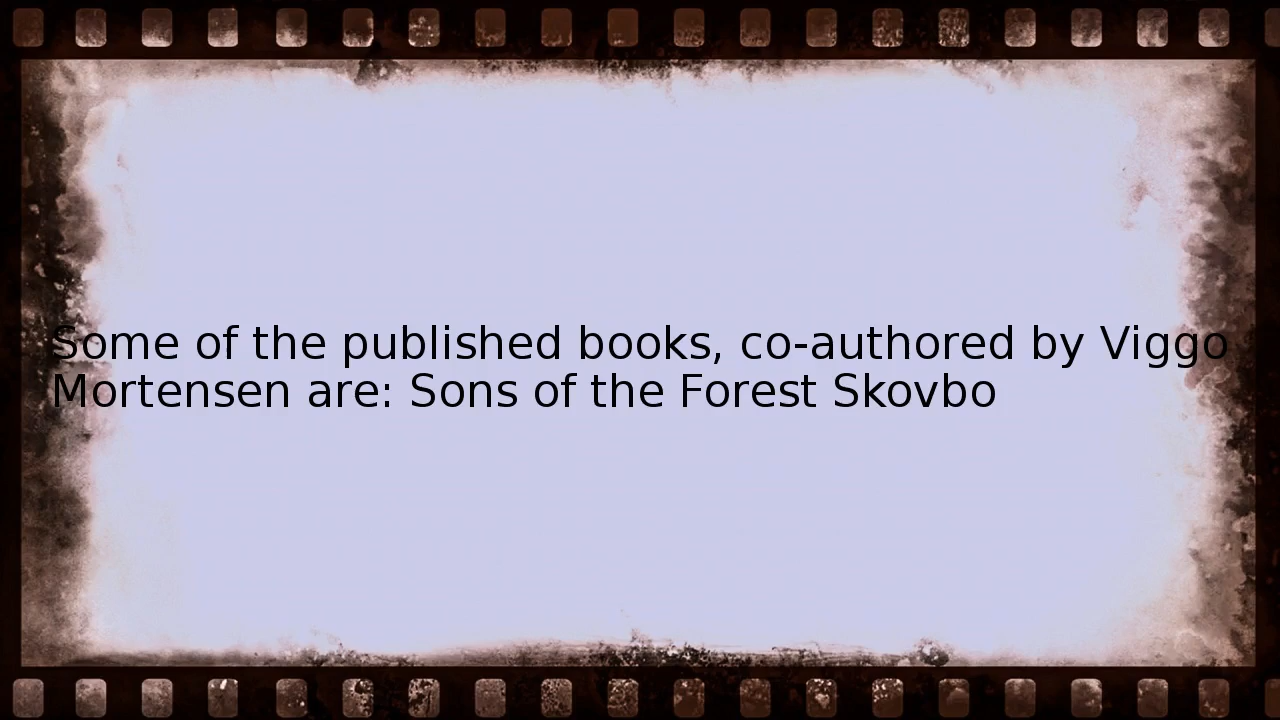 Some of the published books, co-authored by Viggo
Mortensen are: Sons of the Forest Skovbo